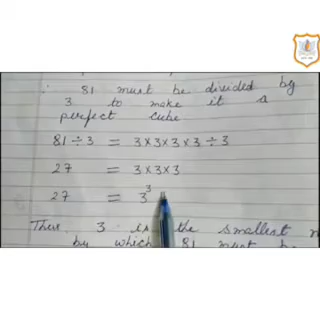 ∴ 81 must be divided by
3 to make it a
perfect cube
81 ÷ 3 = 3×3×3×3 ÷ 3
27 = 3×3×3
27 = 3³
Thus 3 is the smallest
by which 81 must be